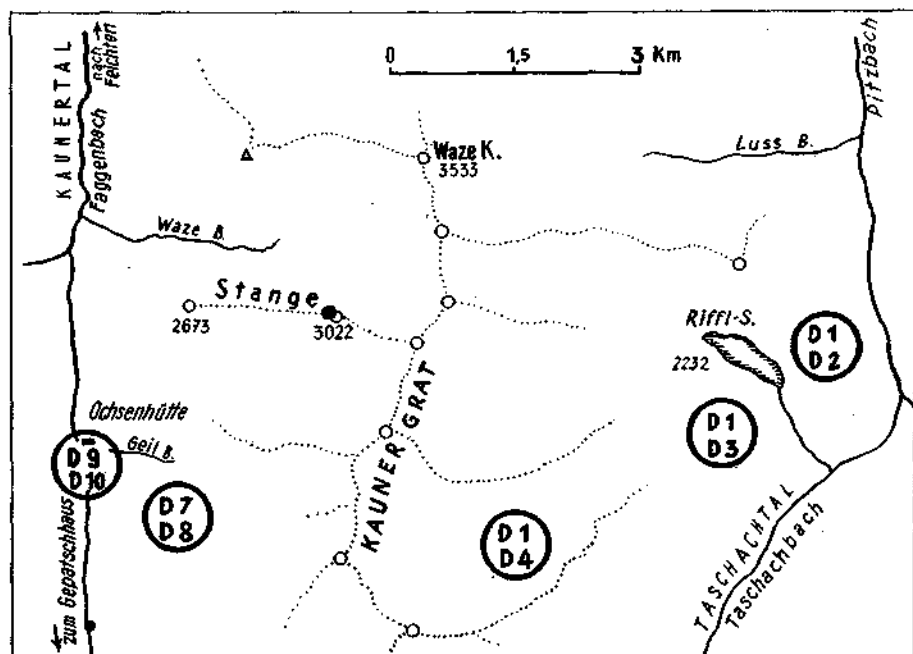 0 1,5 3 Km
KAUNERTAL
nach
Feichten
Faggenbach
Pitzbach
Waze K.
3533
Luss B.
Waze B.
Stange
2673
3022
Riffl-S.
2232
D1
D2
Ochsenhütte
Geil B.
D9
D10
D7
D8
KAUNER GRAT
D1
D3
D1
D4
zum Gepatschhaus
TASCHACHTAL
Taschachbach